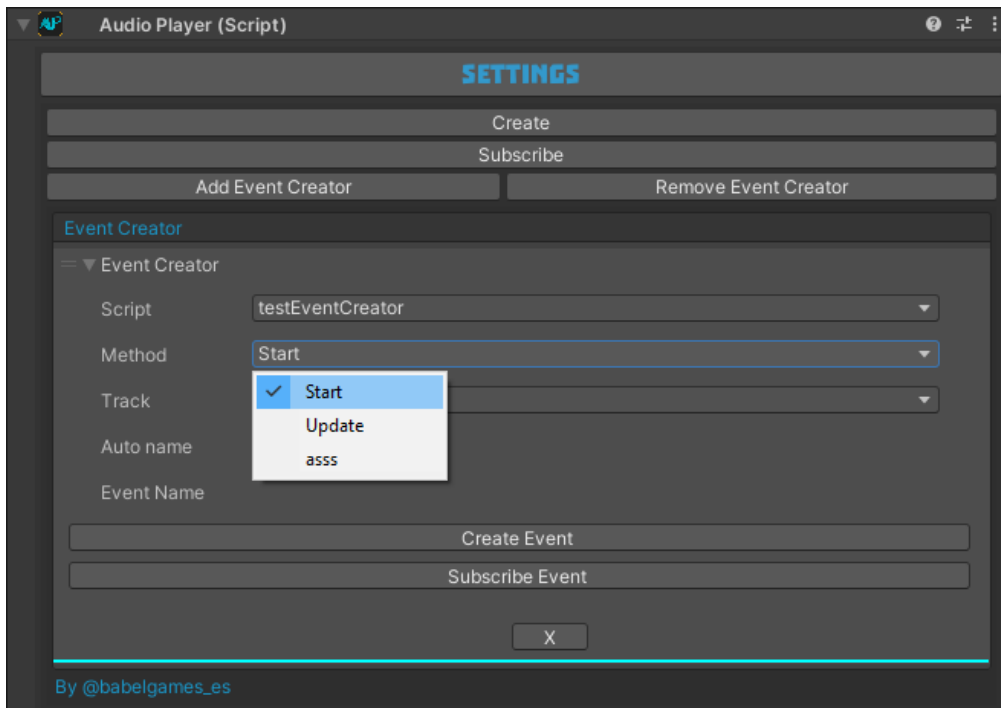 AUP Audio Player (Script)
SETTINGS
Create
Subscribe
Add Event Creator Remove Event Creator
Event Creator
Event Creator
Script testEventCreator
Method Start
Start
Track
Update
Auto name
asss
Event Name
Create Event
Subscribe Event
X
By @babelgames_es